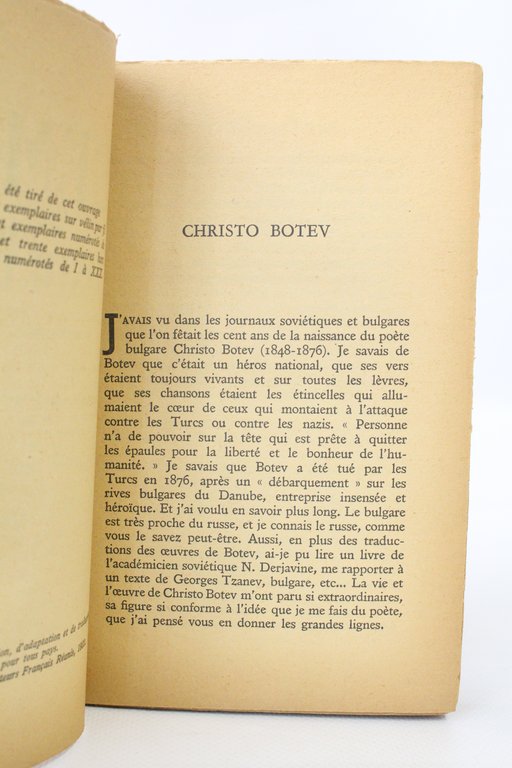 été tiré de cet ouvrage
exemplaires sur vélin
exemplaires numérotés
et trente exemplaires
numérotés de I à XXX
d'adaptation et de
pour tous pays.
Français Réunis,
CHRISTO BOTEV
J'AVAIS vu dans les journaux soviétiques et bulgares
que l'on fêtait les cent ans de la naissance du poète
bulgare Christo Botev (1848-1876). Je savais de
Botev que c'était un héros national, que ses vers
étaient toujours vivants et sur toutes les lèvres,
que ses chansons étaient les étincelles qui allu-
maient le cœur de ceux qui montaient à l'attaque
contre les Turcs ou contre les nazis. « Personne
n'a de pouvoir sur la tête qui est prête à quitter
les épaules pour la liberté et le bonheur de l'hu-
manité. » Je savais que Botev a été tué par les
Turcs en 1876, après un « débarquement » sur les
rives bulgares du Danube, entreprise insensée et
héroïque. Et j'ai voulu en savoir plus long. Le bulgare
est très proche du russe, et je connais le russe, comme
vous le savez peut-être. Aussi, en plus des traduc-
tions des œuvres de Botev, ai-je pu lire un livre de
l'académicien soviétique N. Derjavine, me rapporter à
un texte de Georges Tzanev, bulgare, etc... La vie et
l'œuvre de Christo Botev m'ont paru si extraordinaires,
sa figure si conforme à l'idée que je me fais du poète,
que j'ai pensé vous en donner les grandes lignes.